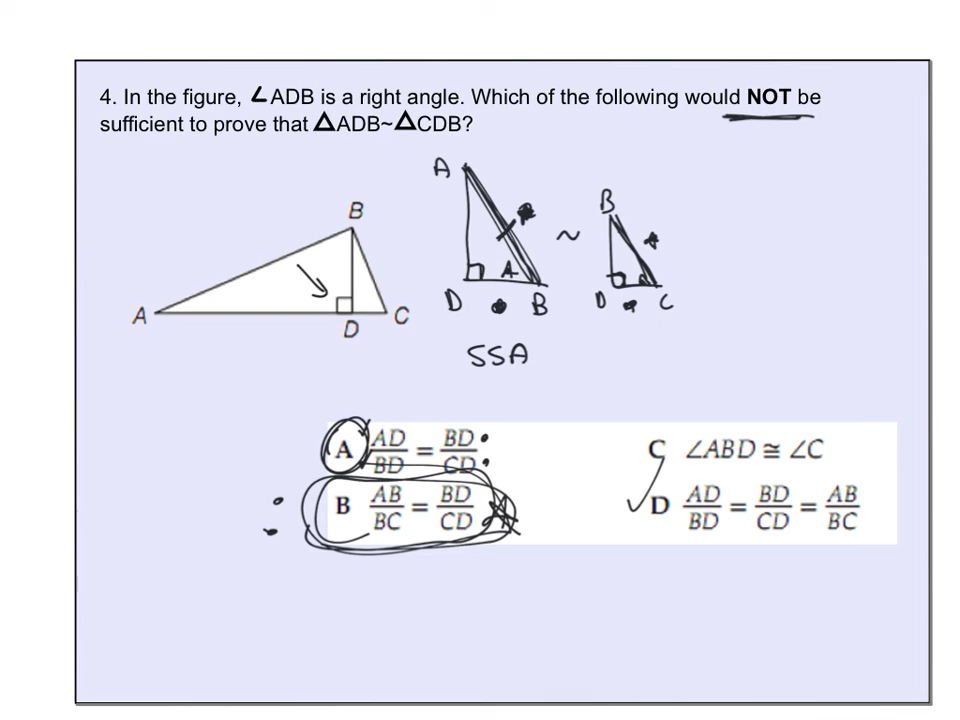 4. In the figure, ∠ADB is a right angle. Which of the following would NOT be
sufficient to prove that △ADB~△CDB?
A
B
D
C
A
D
B
A
~
B
D
C
SSA
A AD/BD = BD/CD
B AB/BC = BD/CD
C ∠ABD ≅ ∠C
D AD/BD = BD/CD = AB/BC